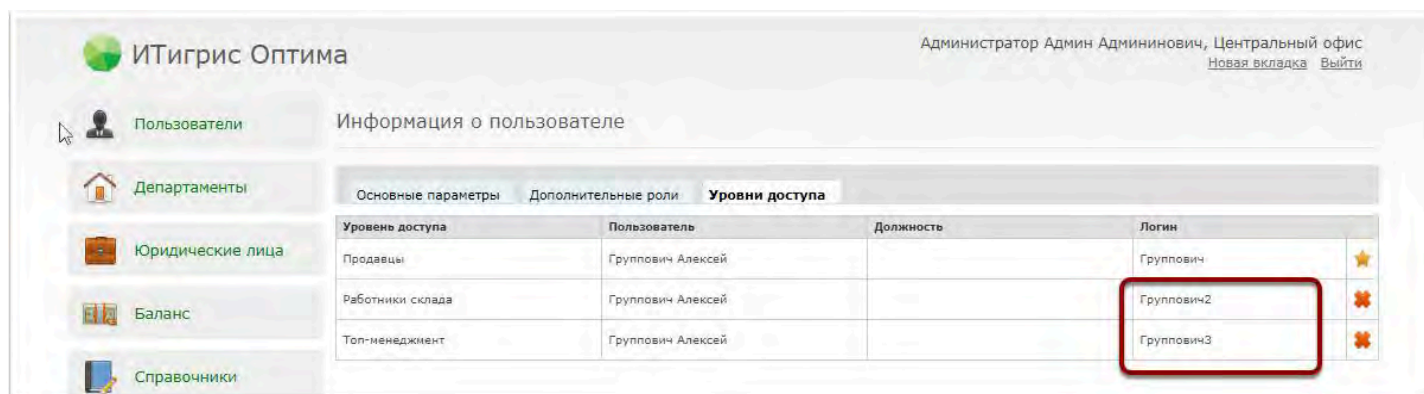 ИТигрис Оптима
Администратор Админ Админинович, Центральный офис
Новая вкладка Выйти
Пользователи
Департаменты
Юридические лица
Баланс
Справочники
Информация о пользователе
Основные параметры Дополнительные роли Уровни доступа
Уровень доступа Пользователь Должность Логин
Продавцы Группович Алексей Группович
Работники склада Группович Алексей Группович2
Топ-менеджмент Группович Алексей Группович3